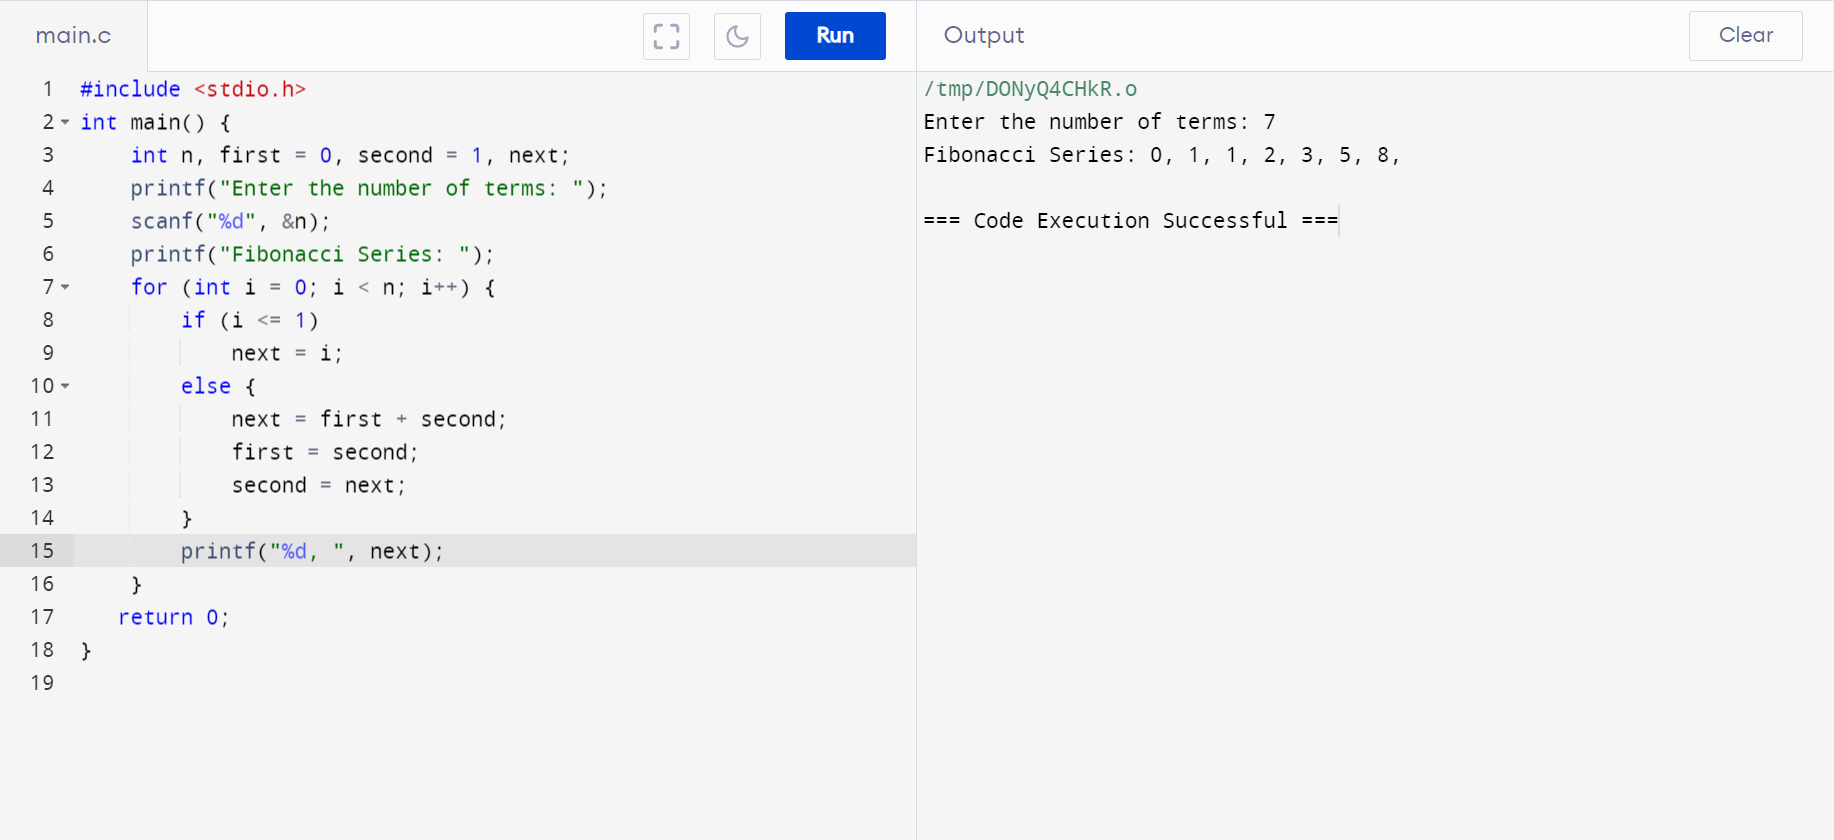 main.c
Run
Output
Clear
1 #include <stdio.h>
2 int main() {
3     int n, first = 0, second = 1, next;
4     printf("Enter the number of terms: ");
5     scanf("%d", &n);
6     printf("Fibonacci Series: ");
7     for (int i = 0; i < n; i++) {
8         if (i <= 1)
9             next = i;
10         else {
11             next = first + second;
12             first = second;
13             second = next;
14         }
15         printf("%d, ", next);
16     }
17    return 0;
18 }
19
/tmp/DONyQ4CHkR.o
Enter the number of terms: 7
Fibonacci Series: 0, 1, 1, 2, 3, 5, 8,
=== Code Execution Successful ===